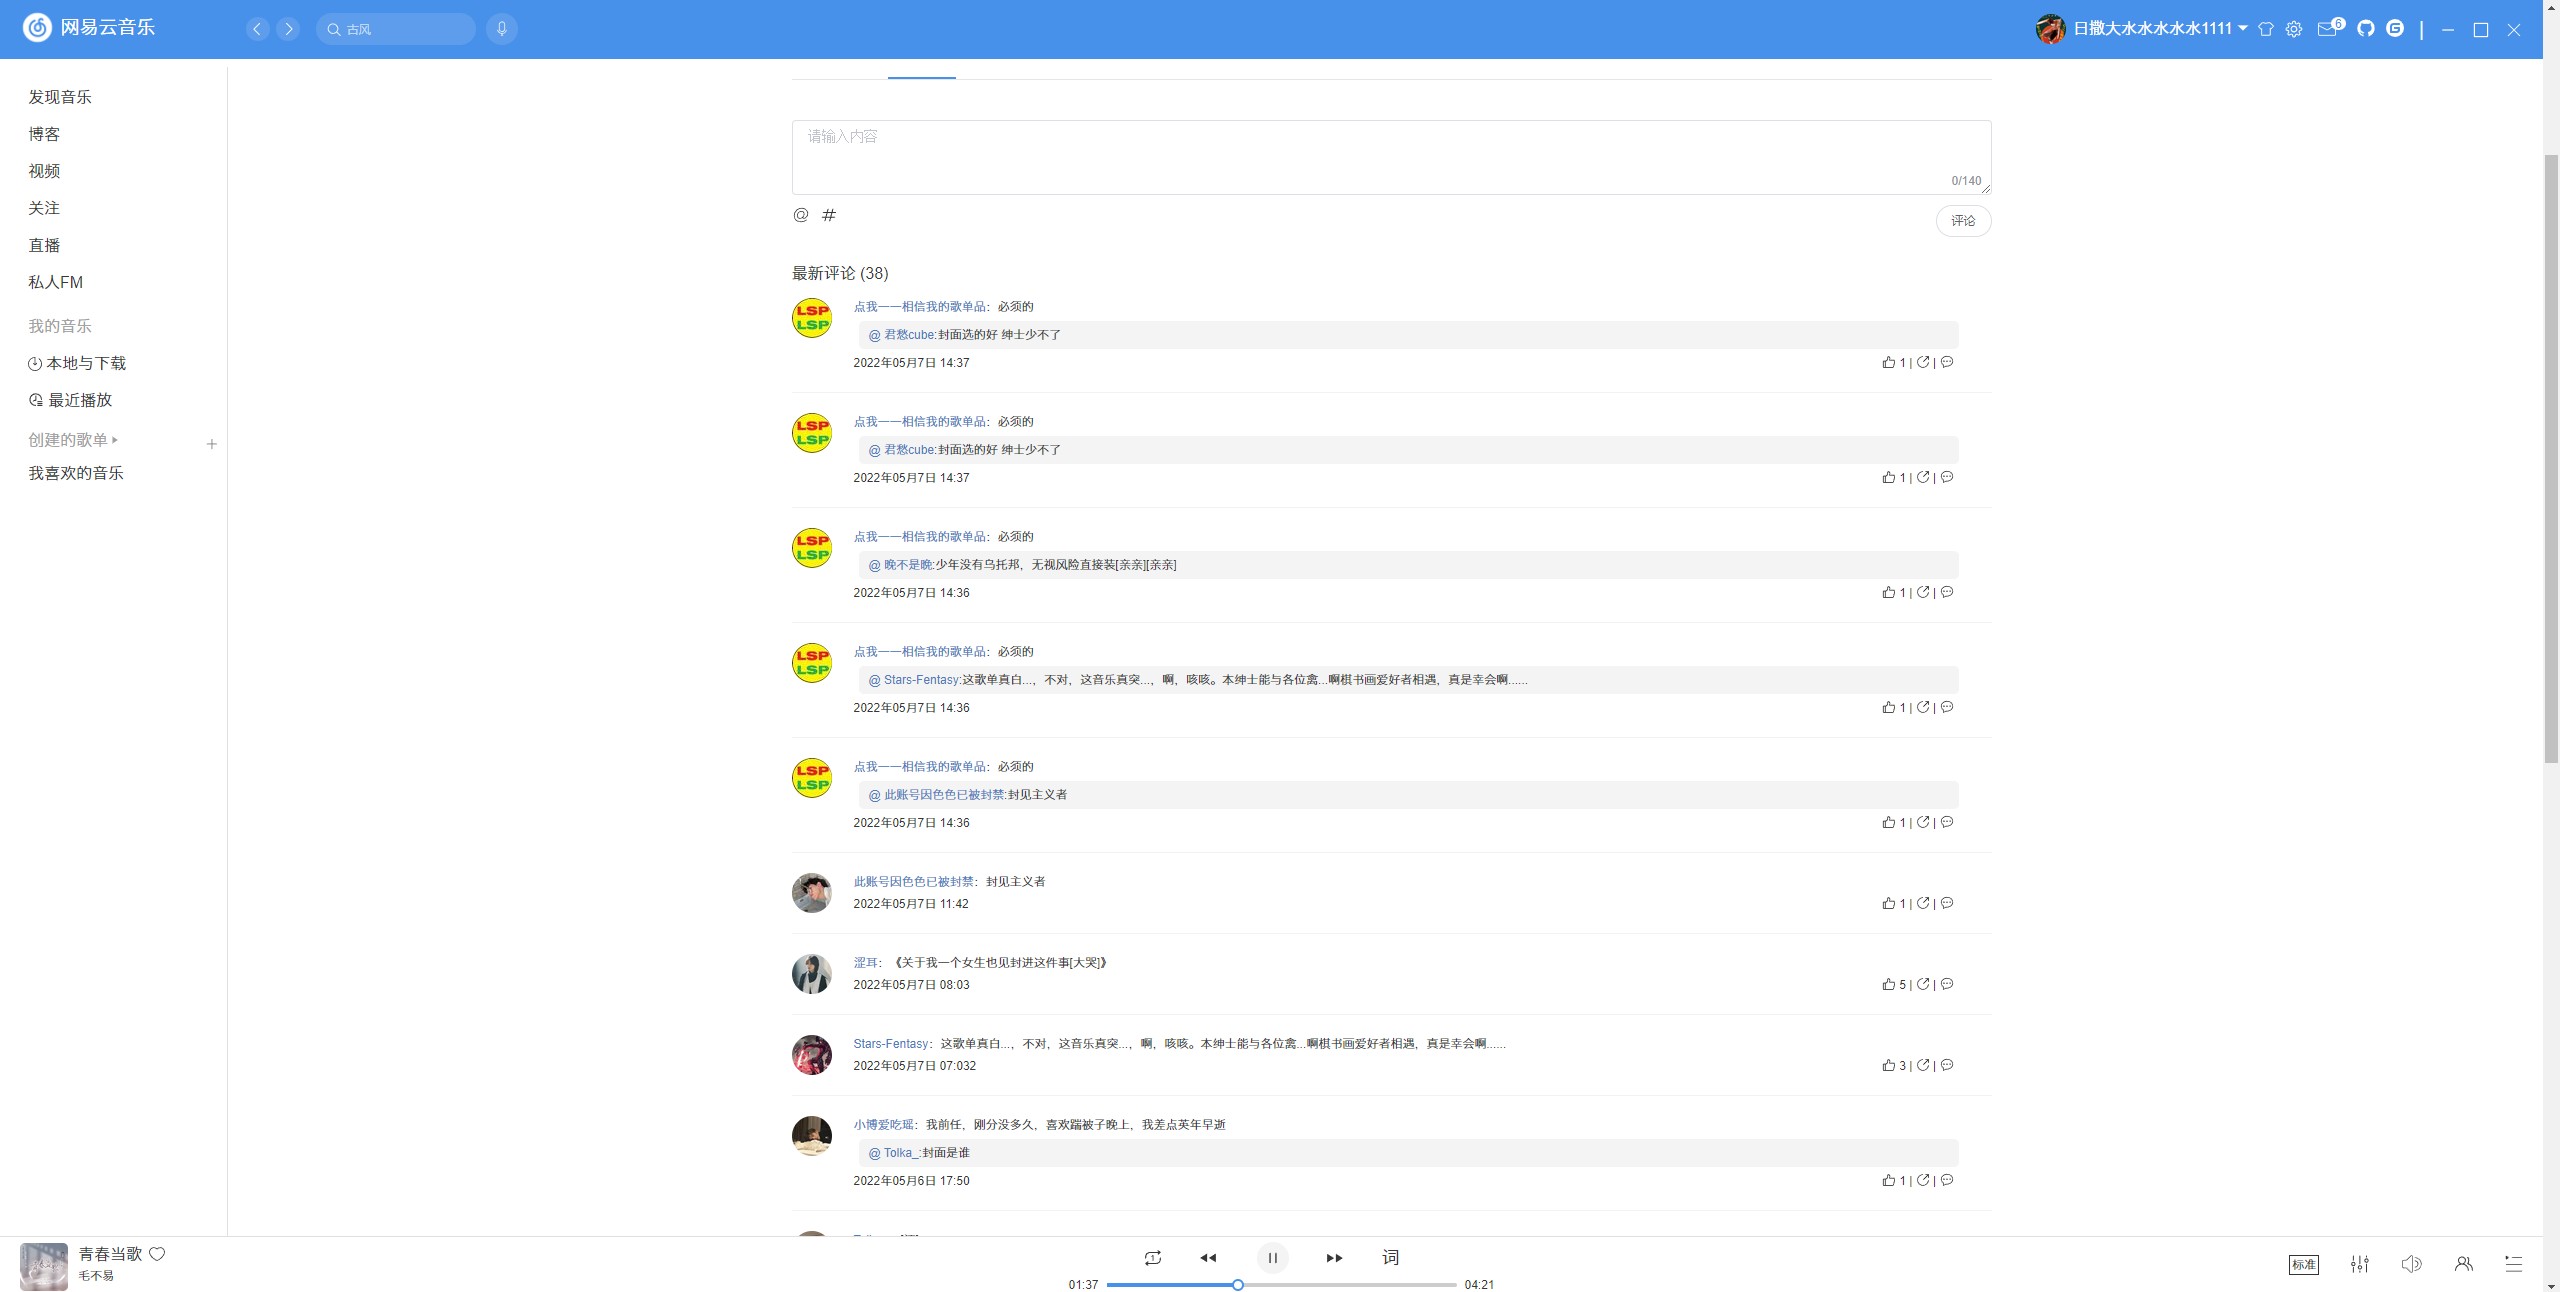 网易云音乐
古风
日撒大水水水水水1111
6
发现音乐
博客
视频
关注
直播
私人FM
我的音乐
本地与下载
最近播放
创建的歌单
+
我喜欢的音乐
请输入内容
0/140
@ #
评论
最新评论 (38)
LSP
LSP
点我一一相信我的歌单品：必须的
@ 君愁cube:封面选的好 绅士少不了
2022年05月7日 14:37
1 | |
LSP
LSP
点我一一相信我的歌单品：必须的
@ 君愁cube:封面选的好 绅士少不了
2022年05月7日 14:37
1 | |
LSP
LSP
点我一一相信我的歌单品：必须的
@ 晚不是晚:少年没有乌托邦，无视风险直接装[亲亲][亲亲]
2022年05月7日 14:36
1 | |
LSP
LSP
点我一一相信我的歌单品：必须的
@ Stars-Fentasy:这歌单真白...，不对，这音乐真突...，啊，咳咳。本绅士能与各位禽...啊棋书画爱好者相遇，真是幸会啊......
2022年05月7日 14:36
1 | |
LSP
LSP
点我一一相信我的歌单品：必须的
@ 此账号因色色已被封禁:封见主义者
2022年05月7日 14:36
1 | |
此账号因色色已被封禁：封见主义者
2022年05月7日 11:42
1 | |
涩耳：《关于我一个女生也见封进这件事[大哭]》
2022年05月7日 08:03
5 | |
Stars-Fentasy：这歌单真白...，不对，这音乐真突...，啊，咳咳。本绅士能与各位禽...啊棋书画爱好者相遇，真是幸会啊......
2022年05月7日 07:032
3 | |
小博爱吃瑶：我前任，刚分没多久，喜欢踹被子晚上，我差点英年早逝
@ Tolka_:封面是谁
2022年05月6日 17:50
1 | |
青春当歌
毛不易
词
01:37
04:21
标准